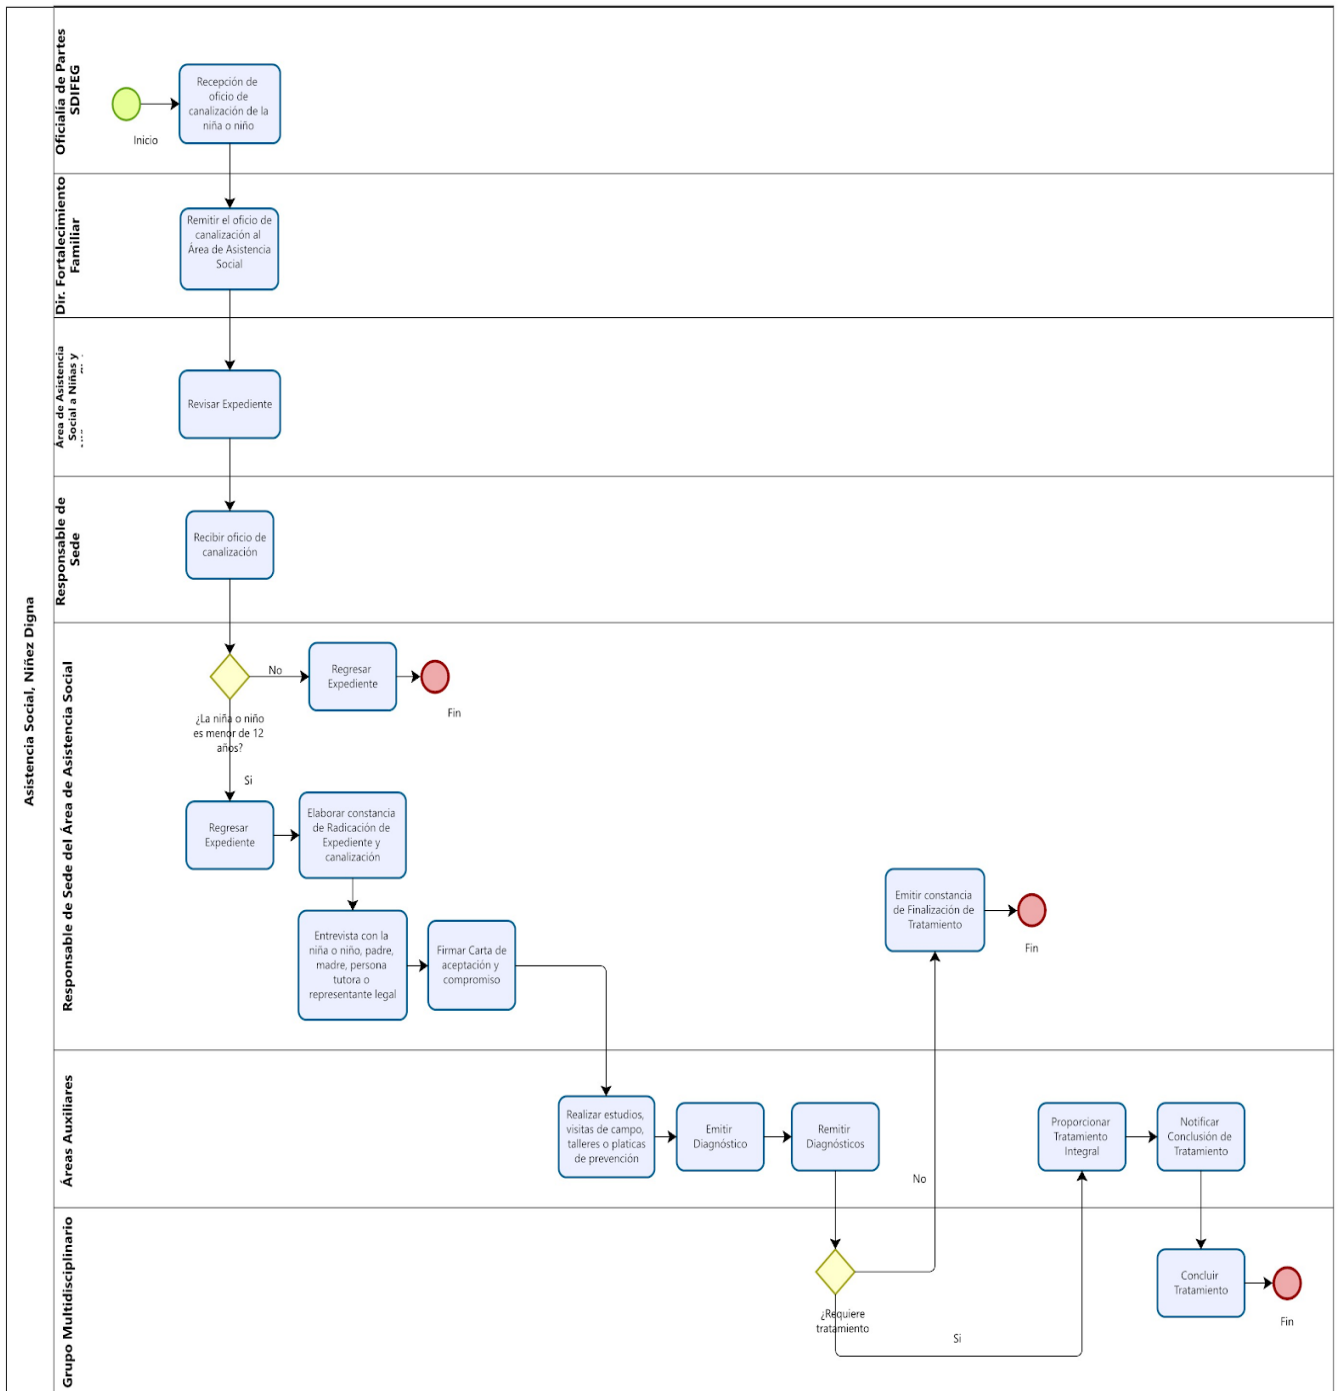 Asistencia Social, Niñez Digna
Oficialía de Partes
SDIFEG
Inicio
Recepción de
oficio de
canalización de la
niña o niño
Dir. Fortalecimiento
Familiar
Remitir el oficio de
canalización al
Área de Asistencia
Social
Área de Asistencia
Social a Niñas y
Revisar Expediente
Responsable de
Sede
Recibir oficio de
canalización
Responsable de Sede del Área de Asistencia Social
¿La niña o niño
es menor de 12
años?
No
Regresar
Expediente
Fin
Si
Regresar
Expediente
Elaborar constancia
de Radicación de
Expediente y
canalización
Entrevista con la
niña o niño, padre,
madre, persona
tutora o
representante legal
Firmar Carta de
aceptación y
compromiso
Emitir constancia
de Finalización de
Tratamiento
Fin
Áreas Auxiliares
Realizar estudios,
visitas de campo,
talleres o platicas
de prevención
Emitir
Diagnóstico
Remitir
Diagnósticos
No
Proporcionar
Tratamiento
Integral
Notificar
Conclusión de
Tratamiento
Grupo Multidisciplinario
¿Requiere
tratamiento
Si
Concluir
Tratamiento
Fin